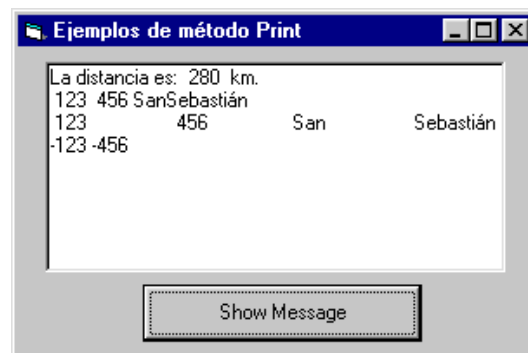 Ejemplos de método Print
La distancia es:  280  km.
 123  456 SanSebastián
 123             456             San             Sebastián
-123 -456
Show Message